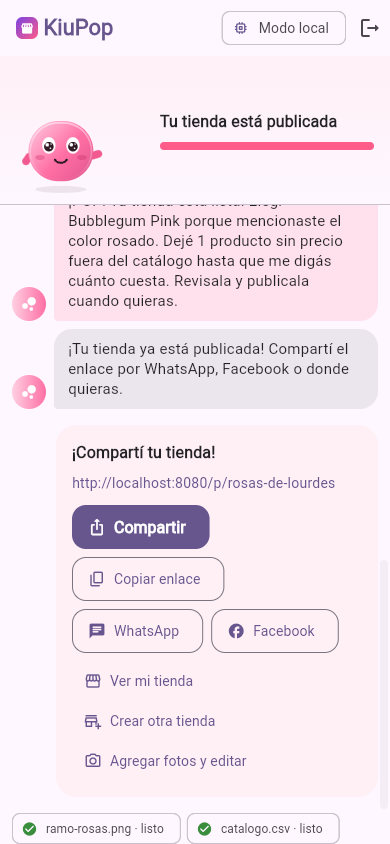 KiuPop
Modo local
Tu tienda está publicada
Bubblegum Pink porque mencionaste el
color rosado. Dejé 1 producto sin precio
fuera del catálogo hasta que me digás
cuánto cuesta. Revisala y publicala
cuando quieras.
¡Tu tienda ya está publicada! Compartí el
enlace por WhatsApp, Facebook o donde
quieras.
¡Compartí tu tienda!
http://localhost:8080/p/rosas-de-lourdes
Compartir
Copiar enlace
WhatsApp
Facebook
Ver mi tienda
Crear otra tienda
Agregar fotos y editar
ramo-rosas.png · listo
catalogo.csv · listo